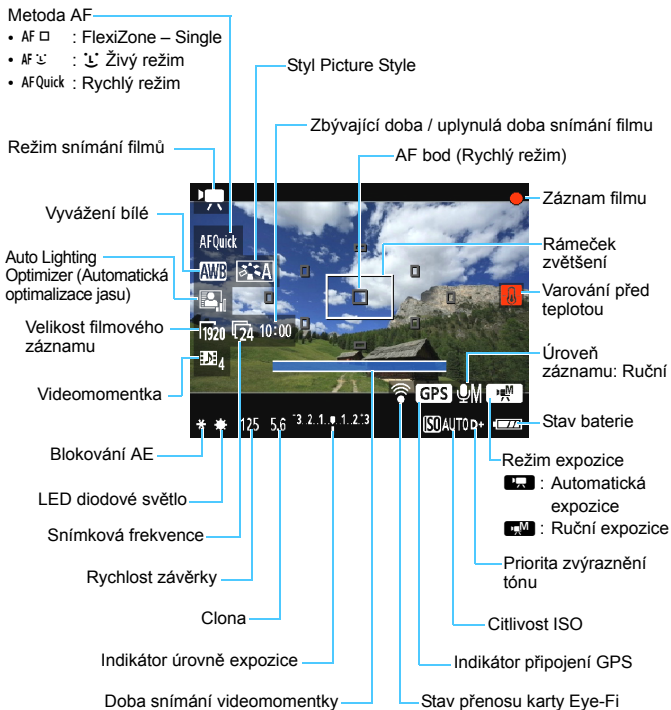 Metoda AF
• AF □ : FlexiZone – Single
• AF : Živý režim
• AFQuick : Rychlý režim
Styl Picture Style
Zbývající doba / uplynulá doba snímání filmu
AF bod (Rychlý režim)
Režim snímání filmů
Záznam filmu
Vyvážení bílé
Rámeček
zvětšení
Auto Lighting
Optimizer (Automatická
optimalizace jasu)
Varování před
teplotou
Velikost filmového
záznamu
Úroveň
záznamu: Ruční
Videomomentka
Stav baterie
Blokování AE
Režim expozice
: Automatická
expozice
M : Ruční expozice
LED diodové světlo
Snímková frekvence
Priorita zvýraznění
tónu
Rychlost závěrky
Clona
Citlivost ISO
Indikátor úrovně expozice
Indikátor připojení GPS
Doba snímání videomomentky
Stav přenosu karty Eye-Fi
AFQuick
AWB
A
1920 24 10:00
4
GPS M M
125 5.6 -3..2..1..▮..1..2..+3 ISO AUTO D+